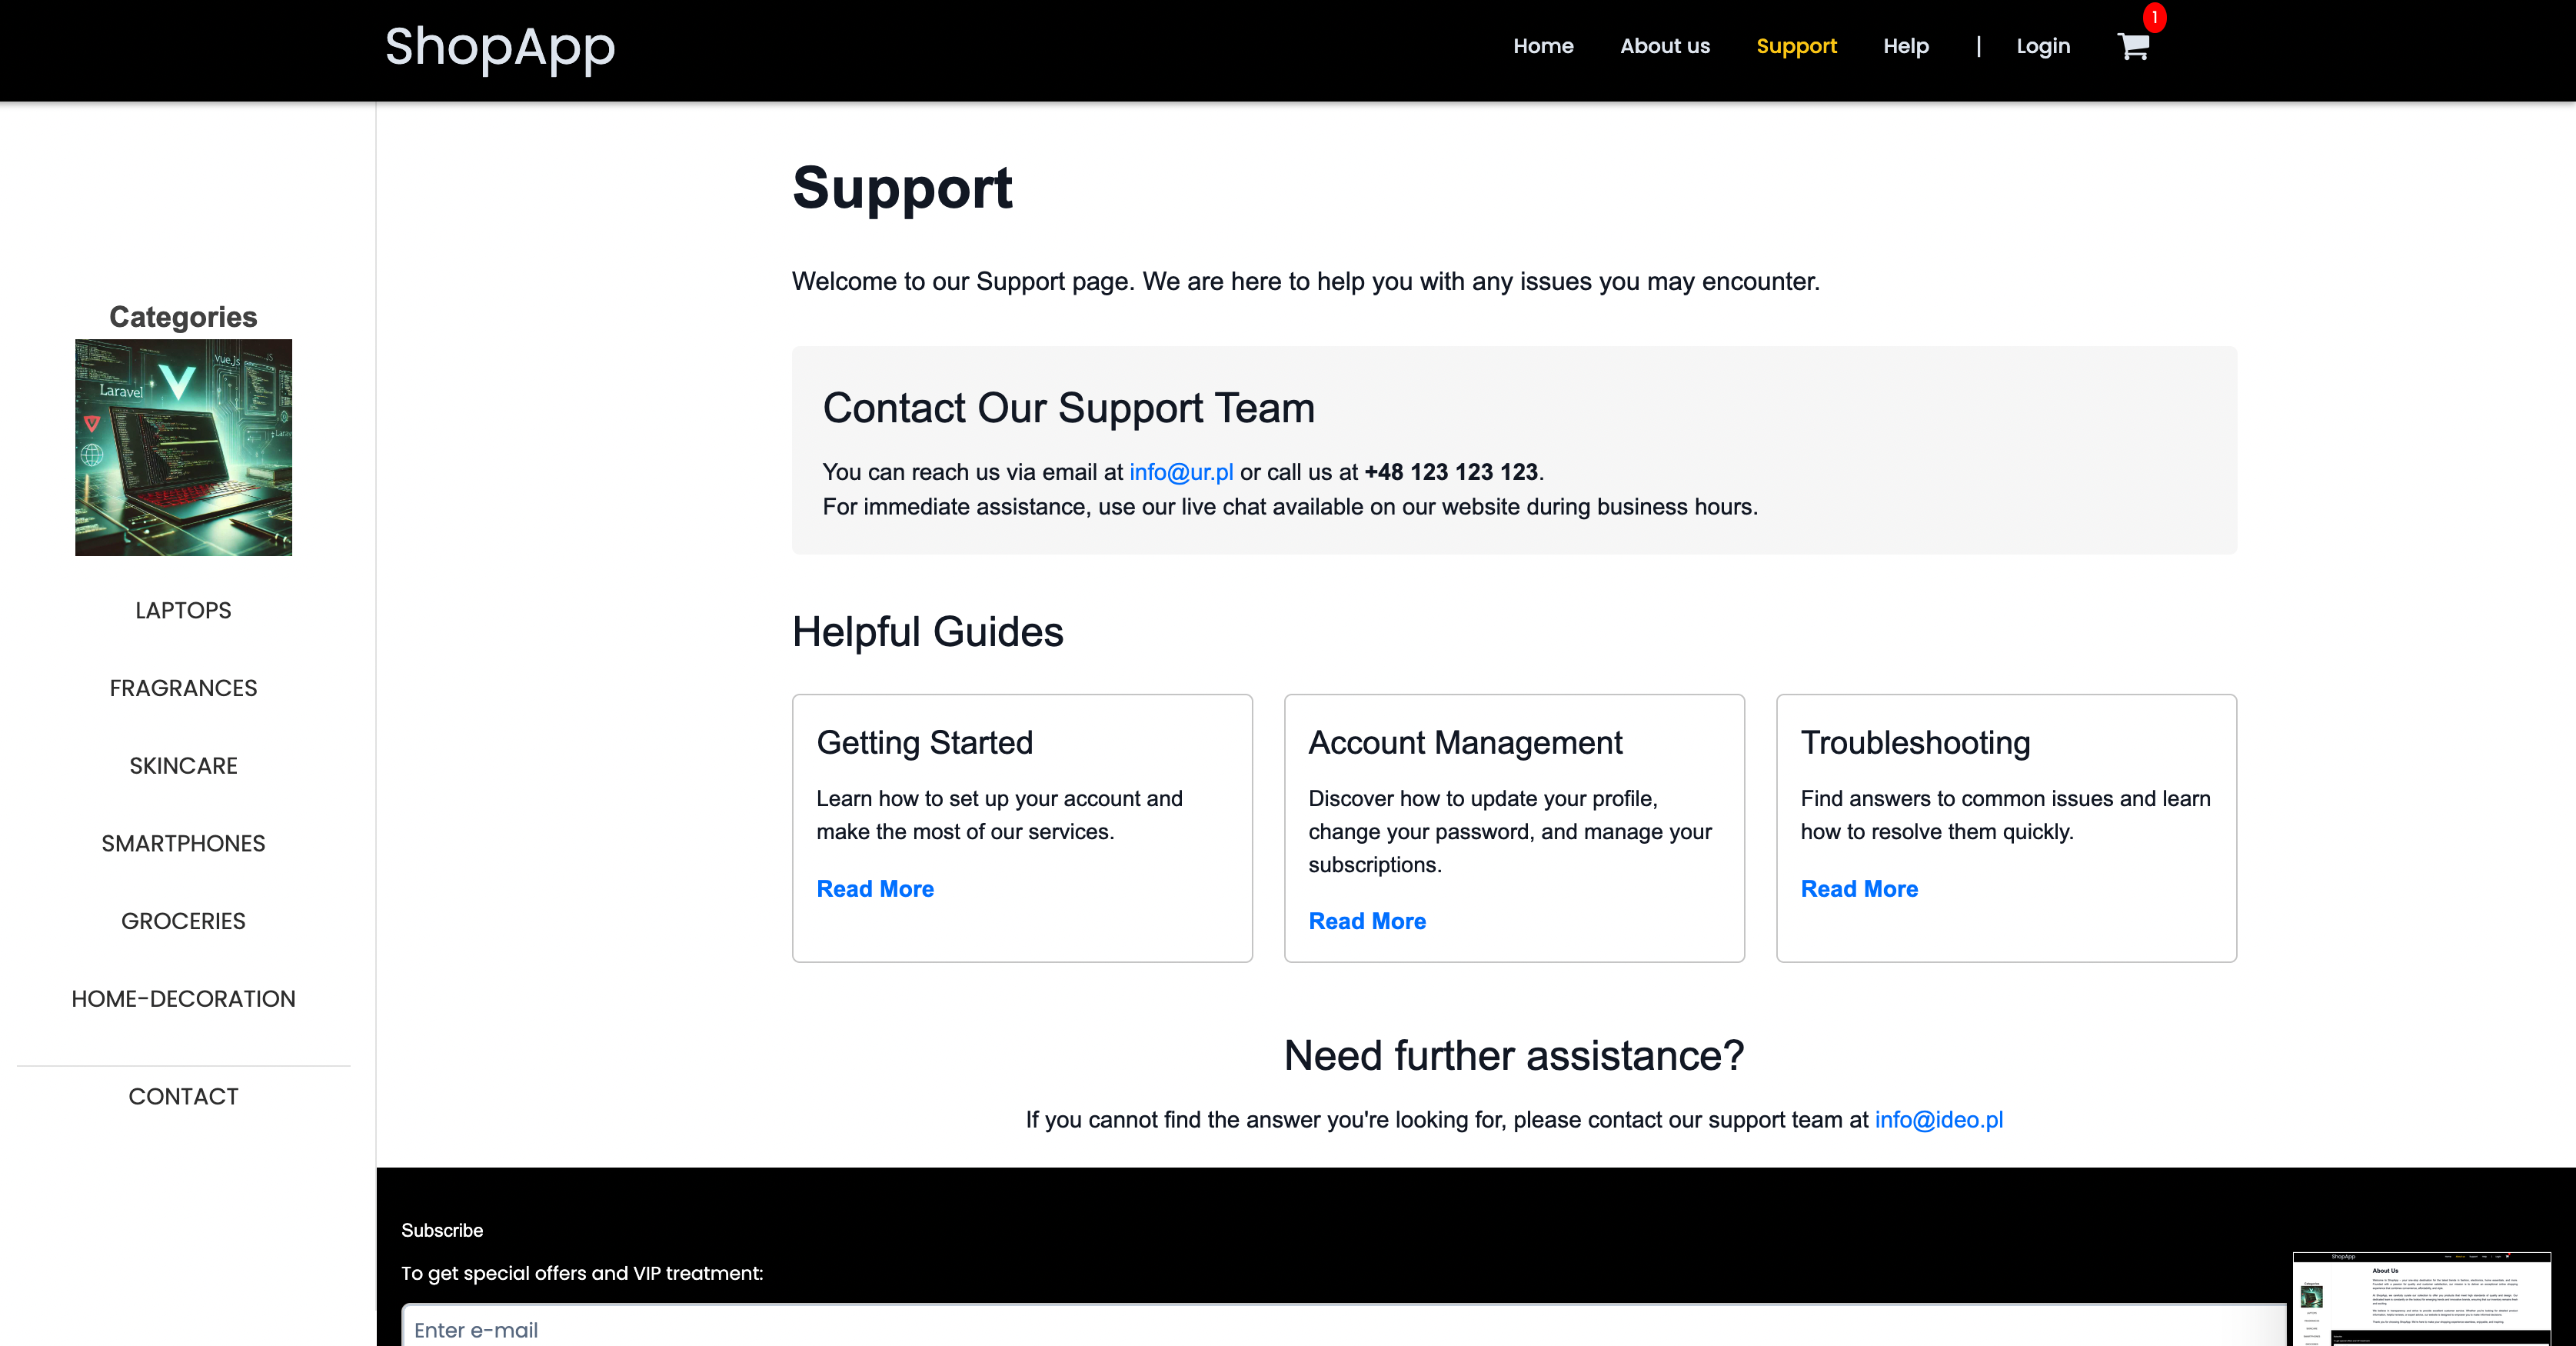 ShopApp
Home About us Support Help | Login 1
Categories
vue.js JS
Laravel
LAPTOPS
FRAGRANCES
SKINCARE
SMARTPHONES
GROCERIES
HOME-DECORATION
CONTACT
Support
Welcome to our Support page. We are here to help you with any issues you may encounter.
Contact Our Support Team
You can reach us via email at info@ur.pl or call us at +48 123 123 123.
For immediate assistance, use our live chat available on our website during business hours.
Helpful Guides
Getting Started
Learn how to set up your account and
make the most of our services.
Read More
Account Management
Discover how to update your profile,
change your password, and manage your
subscriptions.
Read More
Troubleshooting
Find answers to common issues and learn
how to resolve them quickly.
Read More
Need further assistance?
If you cannot find the answer you're looking for, please contact our support team at info@ideo.pl
Subscribe
To get special offers and VIP treatment:
Enter e-mail
ShopApp
About Us